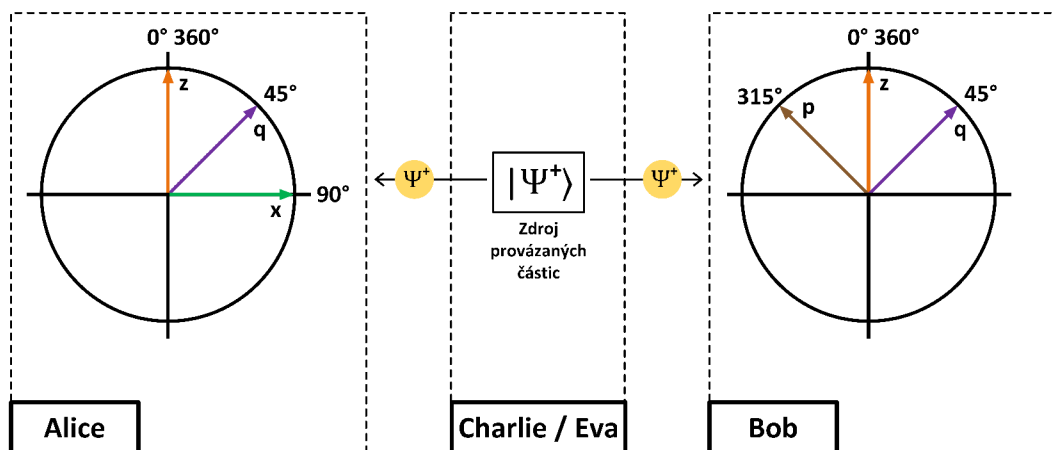 0° 360°
z
45°
q
90°
x
Alice
Ψ⁺
|Ψ⁺⟩
Ψ⁺
Zdroj
provázaných
částic
Charlie / Eva
0° 360°
315°
p
z
45°
q
Bob